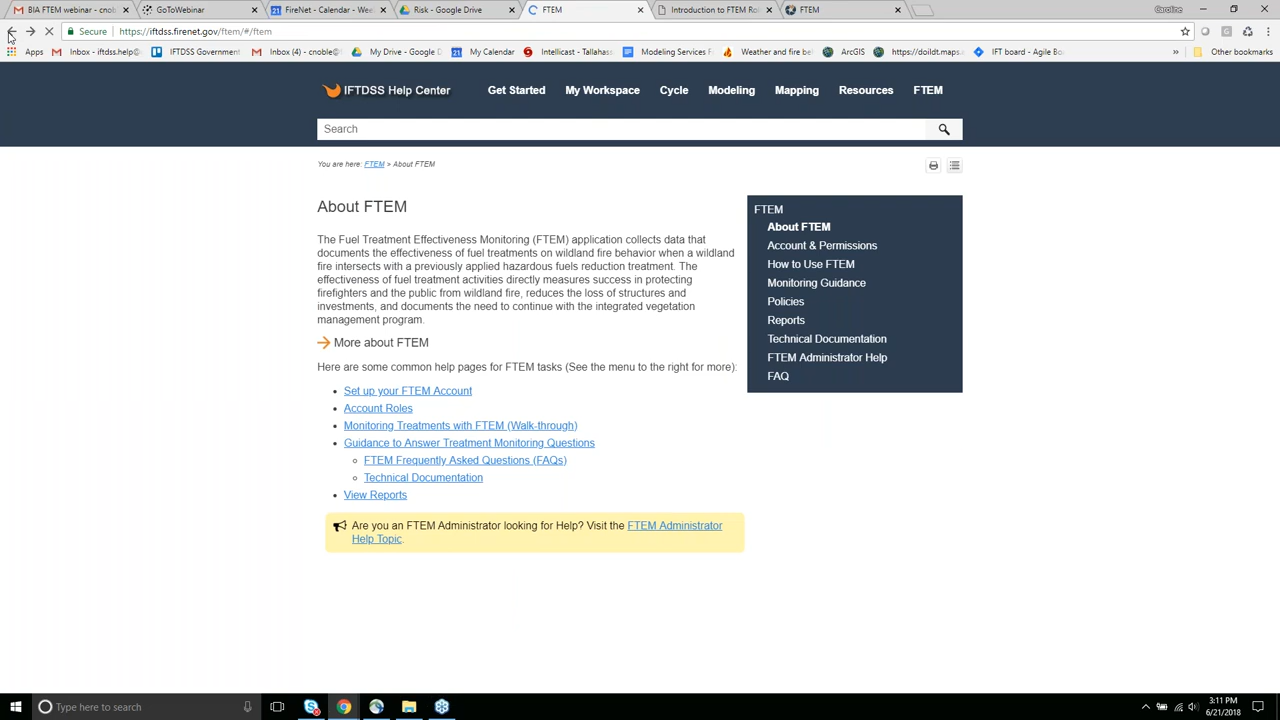 BIA FTEM webinar - cnob
GoToWebinar
FireNet - Calendar - Wee
Risk - Google Drive
FTEM
Introduction to FTEM Ro
FTEM
Caroline
Secure
https://iftdss.firenet.gov/ftem/#/ftem
Apps
Inbox - iftdss.help@
IFTDSS Government
Inbox (4) - cnoble@
My Drive - Google D
My Calendar
Intellicast - Tallahass
Modeling Services F
Weather and fire be
ArcGIS
https://doildt.maps.
IFT board - Agile Bo
»
Other bookmarks
IFTDSS Help Center
Get Started
My Workspace
Cycle
Modeling
Mapping
Resources
FTEM
Search
You are here: FTEM > About FTEM
About FTEM
The Fuel Treatment Effectiveness Monitoring (FTEM) application collects data that
documents the effectiveness of fuel treatments on wildland fire behavior when a wildland
fire intersects with a previously applied hazardous fuels reduction treatment. The
effectiveness of fuel treatment activities directly measures success in protecting
firefighters and the public from wildland fire, reduces the loss of structures and
investments, and documents the need to continue with the integrated vegetation
management program.
More about FTEM
Here are some common help pages for FTEM tasks (See the menu to the right for more):
• Set up your FTEM Account
• Account Roles
• Monitoring Treatments with FTEM (Walk-through)
• Guidance to Answer Treatment Monitoring Questions
◦ FTEM Frequently Asked Questions (FAQs)
◦ Technical Documentation
• View Reports
Are you an FTEM Administrator looking for Help? Visit the FTEM Administrator
Help Topic.
FTEM
About FTEM
Account & Permissions
How to Use FTEM
Monitoring Guidance
Policies
Reports
Technical Documentation
FTEM Administrator Help
FAQ
Type here to search
3:11 PM
6/21/2018